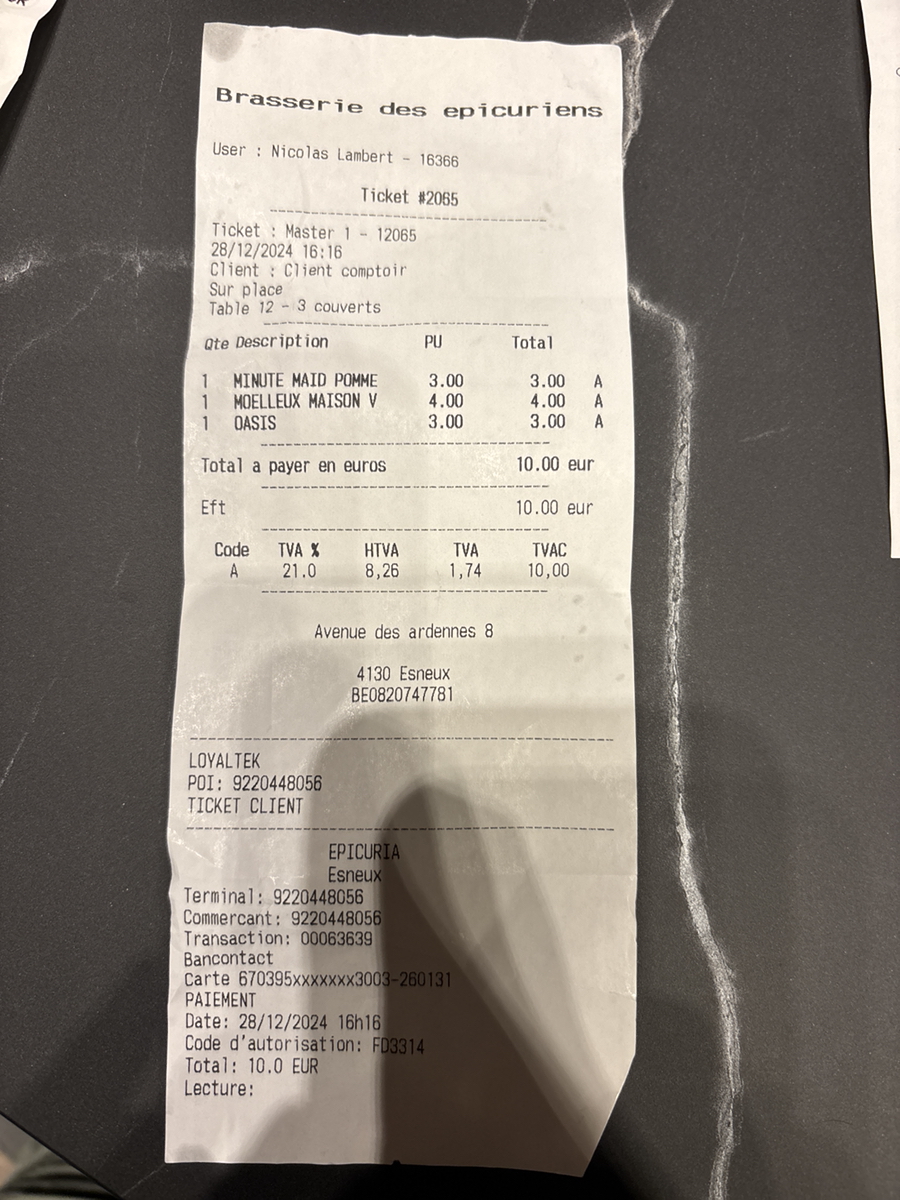 Brasserie des epicuriens
User : Nicolas Lambert - 16366
Ticket #2065
Ticket : Master 1 - 12065
28/12/2024 16:16
Client : Client comptoir
Sur place
Table 12 - 3 couverts
Qte Description PU Total
1 MINUTE MAID POMME 3.00 3.00 A
1 MOELLEUX MAISON V 4.00 4.00 A
1 OASIS 3.00 3.00 A
Total a payer en euros 10.00 eur
Eft 10.00 eur
Code TVA % HTVA TVA TVAC
A 21.0 8,26 1,74 10,00
Avenue des ardennes 8
4130 Esneux
BE0820747781
LOYALTEK
POI: 9220448056
TICKET CLIENT
EPICURIA
Esneux
Terminal: 9220448056
Commercant: 9220448056
Transaction: 00063639
Bancontact
Carte 670395xxxxxxx3003-260131
PAIEMENT
Date: 28/12/2024 16h16
Code d'autorisation: FD3314
Total: 10.0 EUR
Lecture: